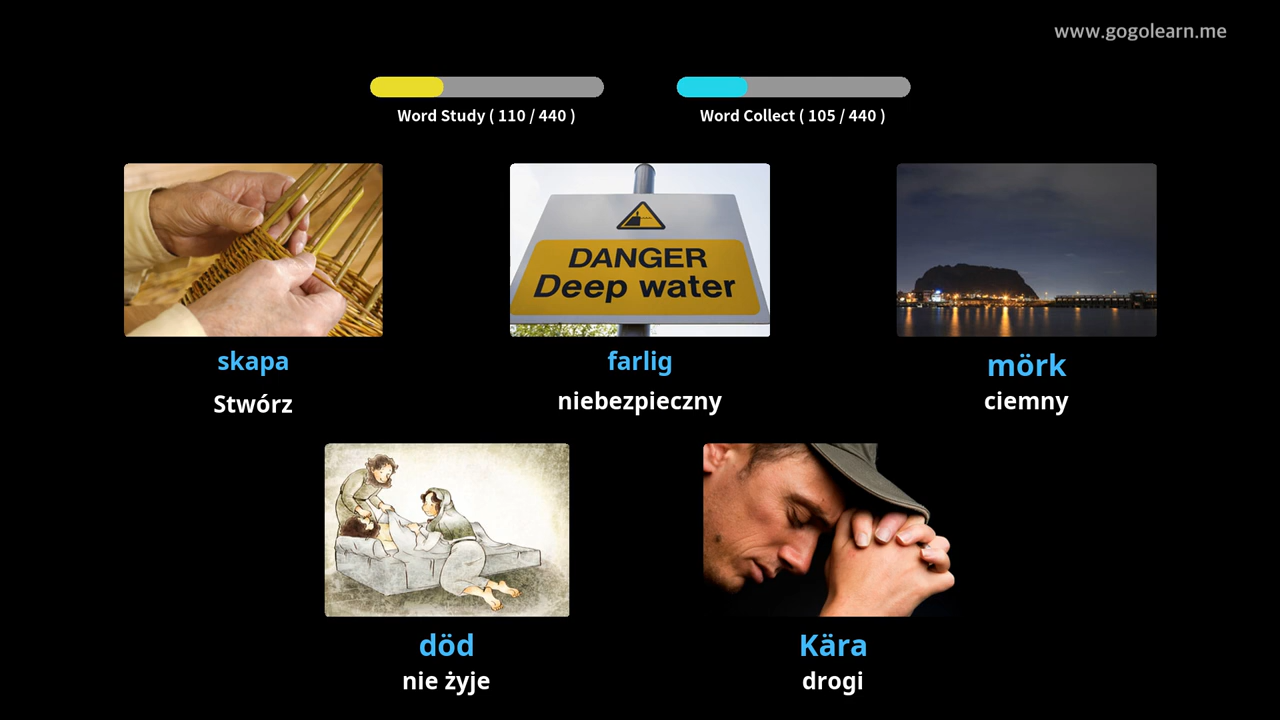 www.gogolearn.me
Word Study ( 110 / 440 )
Word Collect ( 105 / 440 )
DANGER
Deep water
skapa
farlig
mörk
Stwórz
niebezpieczny
ciemny
död
Kära
nie żyje
drogi